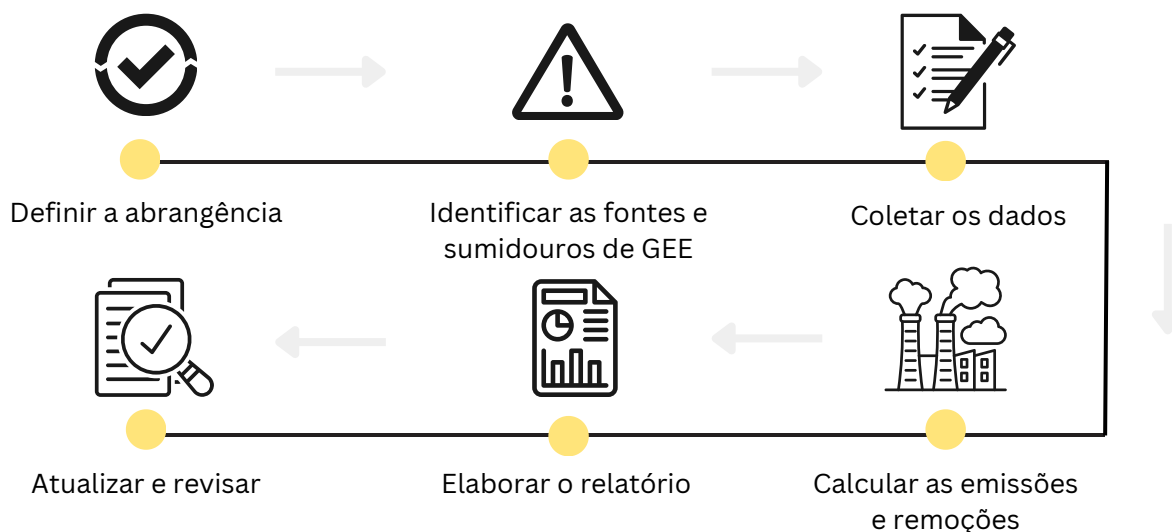 Definir a abrangência
Identificar as fontes e
sumidouros de GEE
Coletar os dados
Calcular as emissões
e remoções
Elaborar o relatório
Atualizar e revisar